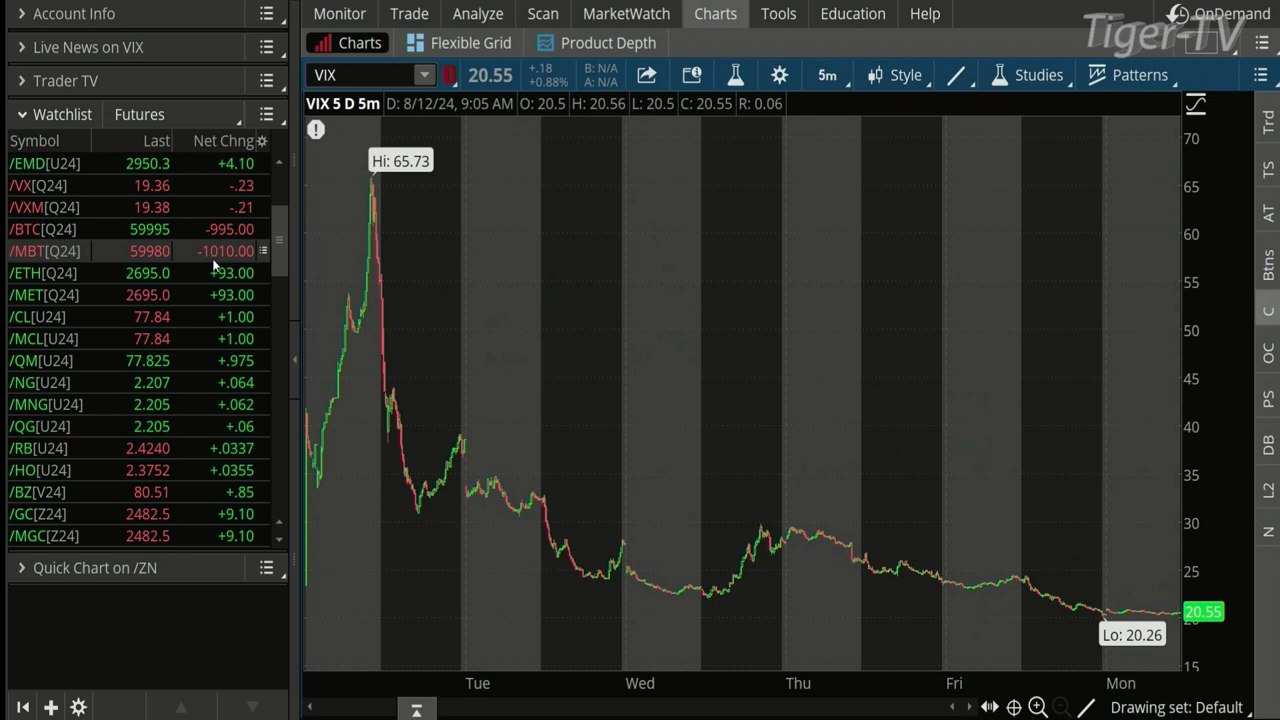 Account Info
Monitor Trade Analyze Scan MarketWatch Charts Tools Education Help OnDemand
Tiger-TV
Live News on VIX
Charts Flexible Grid Product Depth
Trader TV
VIX 20.55 +.18 +0.88% B: N/A A: N/A 5m Style Studies Patterns
Watchlist Futures
VIX 5 D 5m D: 8/12/24, 9:05 AM O: 20.5 H: 20.56 L: 20.5 C: 20.55 R: 0.06
Symbol Last Net Chng
/EMD[U24] 2950.3 +4.10
/VX[Q24] 19.36 -.23
/VXM[Q24] 19.38 -.21
/BTC[Q24] 59995 -995.00
/MBT[Q24] 59980 -1010.00
/ETH[Q24] 2695.0 +93.00
/MET[Q24] 2695.0 +93.00
/CL[U24] 77.84 +1.00
/MCL[U24] 77.84 +1.00
/QM[U24] 77.825 +.975
/NG[U24] 2.207 +.064
/MNG[U24] 2.205 +.062
/QG[U24] 2.205 +.06
/RB[U24] 2.4240 +.0337
/HO[U24] 2.3752 +.0355
/BZ[V24] 80.51 +.85
/GC[Z24] 2482.5 +9.10
/MGC[Z24] 2482.5 +9.10
Quick Chart on /ZN
Hi: 65.73
70
65
60
55
50
45
40
35
30
25
20.55
Lo: 20.26
15
Tue Wed Thu Fri Mon
Drawing set: Default
Trd
TS
AT
Btns
C
OC
PS
DB
L2
N